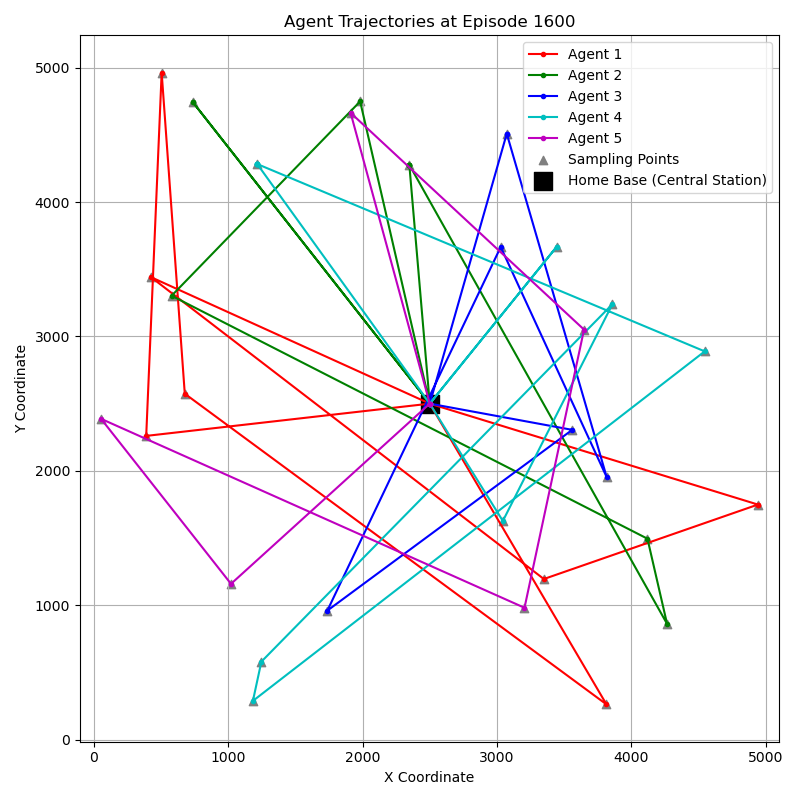 Agent Trajectories at Episode 1600
Agent 1
Agent 2
Agent 3
Agent 4
Agent 5
Sampling Points
Home Base (Central Station)
Y Coordinate
5000
4000
3000
2000
1000
0
0 1000 2000 3000 4000 5000
X Coordinate